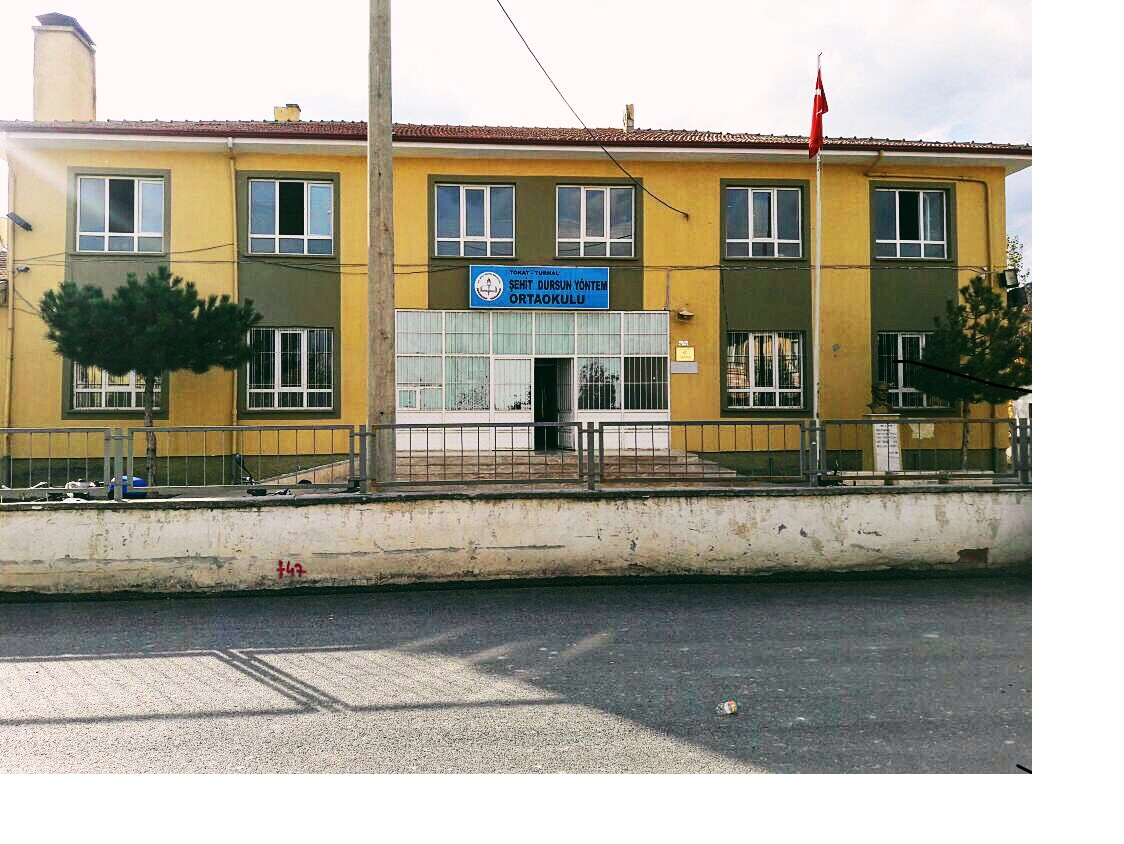 TOKAT - TURHAL
ŞEHİT DURSUN YÖNTEM
ORTAOKULU
747